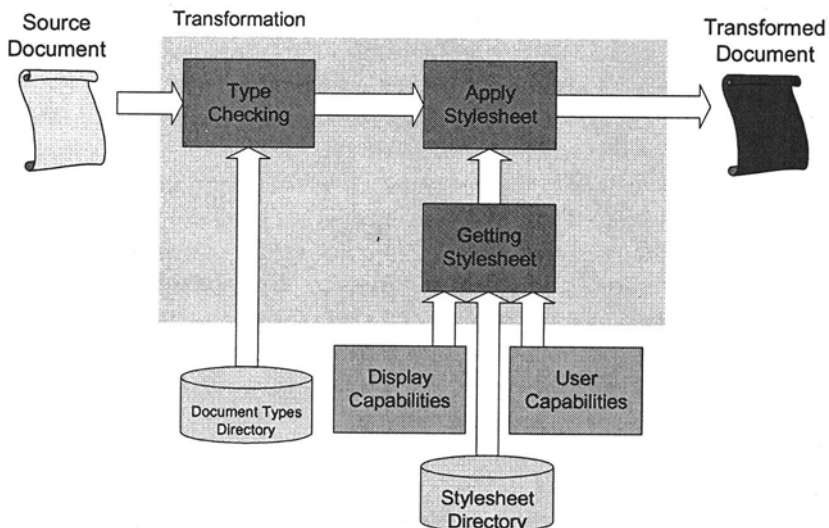 Source
Document
Transformation
Transformed
Document
Type
Checking
Apply
Stylesheet
Getting
Stylesheet
Display
Capabilities
User
Capabilities
Document Types
Directory
Stylesheet
Directory